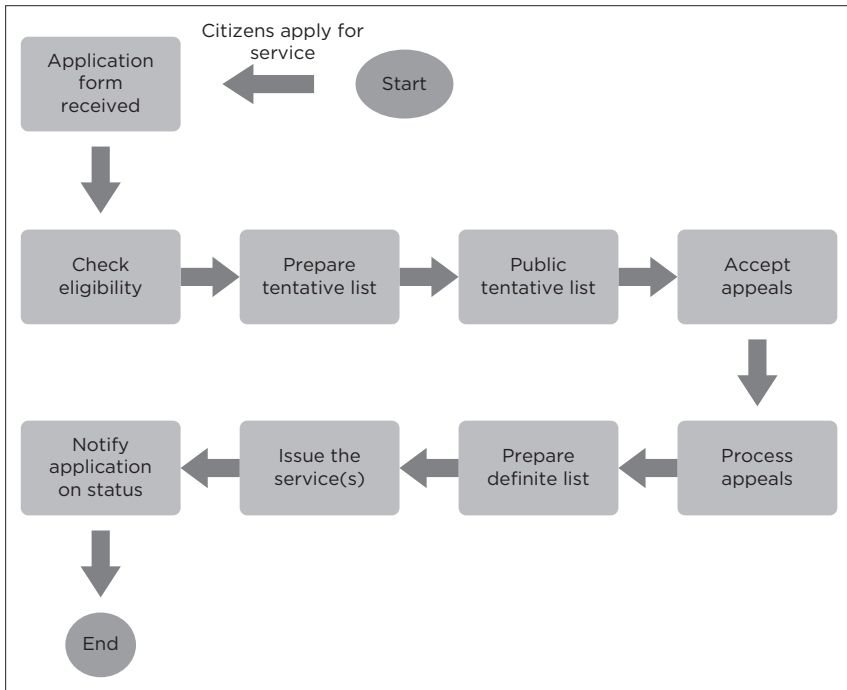 Citizens apply for
service
Start
Application
form
received
Check
eligibility
Prepare
tentative list
Public
tentative list
Accept
appeals
Process
appeals
Prepare
definite list
Issue the
service(s)
Notify
application
on status
End